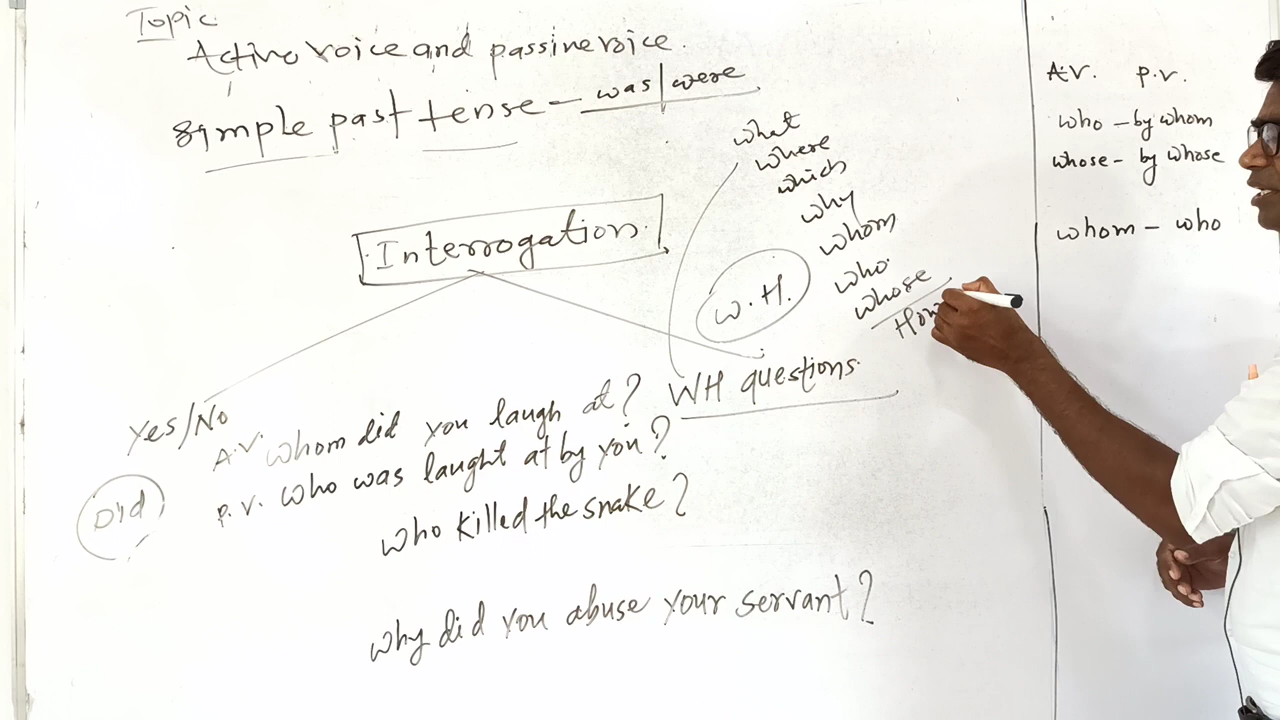 Topic
Active voice and passive voice.
Simple past tense - was/were
Interrogation.
what
where
which
why
whom
who
whose
How
W.H.
WH questions
Yes/No
Did
A.V. whom did you laugh at?
P.V. who was laught at by you?
who killed the snake?
why did you abuse your servant?
A.V. P.V.
who - by whom
whose - by whose
whom - who